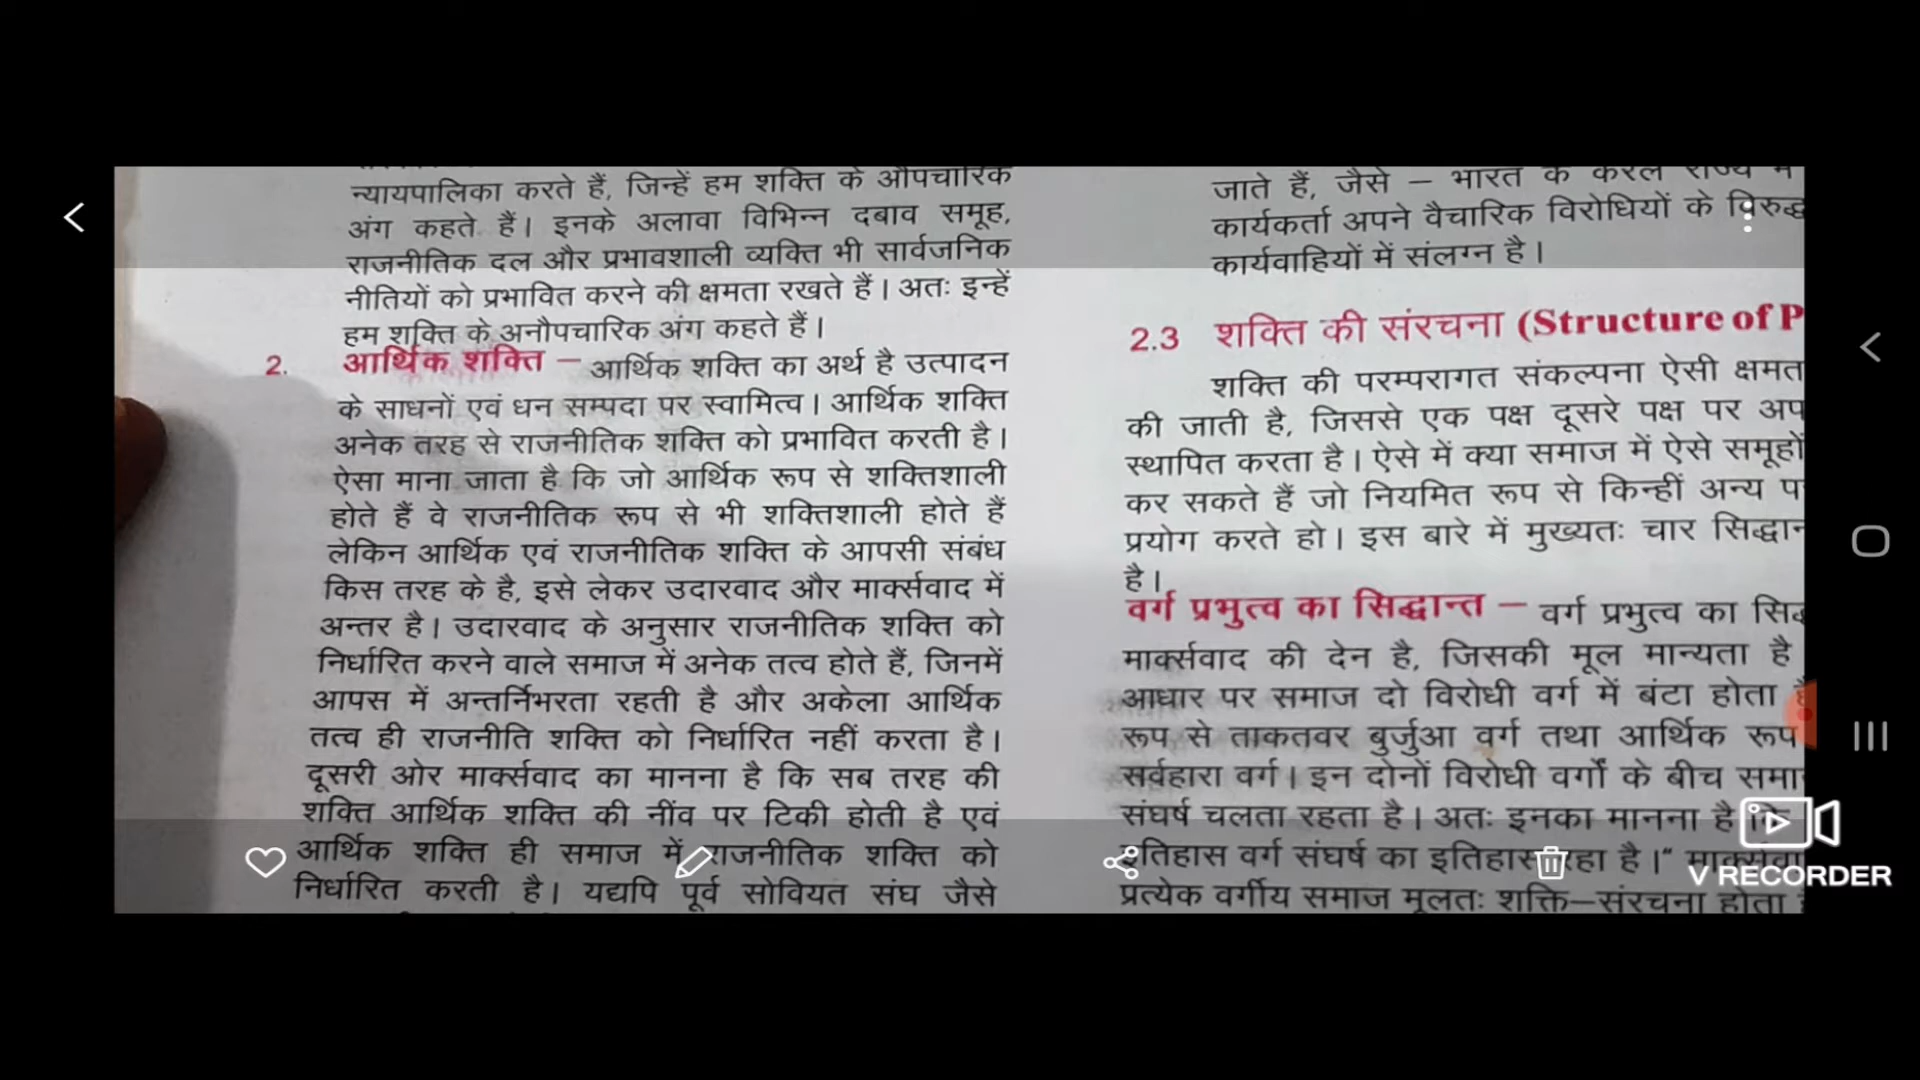 न्यायपालिका करते हैं, जिन्हें हम शक्ति के औपचारिक
अंग कहते हैं। इनके अलावा विभिन्न दबाव समूह,
राजनीतिक दल और प्रभावशाली व्यक्ति भी सार्वजनिक
नीतियों को प्रभावित करने की क्षमता रखते हैं। अतः इन्हें
हम शक्ति के अनौपचारिक अंग कहते हैं।
2. आर्थिक शक्ति – आर्थिक शक्ति का अर्थ है उत्पादन
के साधनों एवं धन सम्पदा पर स्वामित्व। आर्थिक शक्ति
अनेक तरह से राजनीतिक शक्ति को प्रभावित करती है।
ऐसा माना जाता है कि जो आर्थिक रूप से शक्तिशाली
होते हैं वे राजनीतिक रूप से भी शक्तिशाली होते हैं
लेकिन आर्थिक एवं राजनीतिक शक्ति के आपसी संबंध
किस तरह के है, इसे लेकर उदारवाद और मार्क्सवाद में
अन्तर है। उदारवाद के अनुसार राजनीतिक शक्ति को
निर्धारित करने वाले समाज में अनेक तत्व होते हैं, जिनमें
आपस में अन्तर्निभरता रहती है और अकेला आर्थिक
तत्व ही राजनीति शक्ति को निर्धारित नहीं करता है।
दूसरी ओर मार्क्सवाद का मानना है कि सब तरह की
शक्ति आर्थिक शक्ति की नींव पर टिकी होती है एवं
आर्थिक शक्ति ही समाज में राजनीतिक शक्ति को
निर्धारित करती है। यद्यपि पूर्व सोवियत संघ जैसे
जाते हैं, जैसे – भारत के केरल राज्य में
कार्यकर्ता अपने वैचारिक विरोधियों के विरुद्ध
कार्यवाहियों में संलग्न है।
2.3 शक्ति की संरचना (Structure of P
शक्ति की परम्परागत संकल्पना ऐसी क्षमत
की जाती है, जिससे एक पक्ष दूसरे पक्ष पर अप
स्थापित करता है। ऐसे में क्या समाज में ऐसे समूहों
कर सकते हैं जो नियमित रूप से किन्हीं अन्य
प्रयोग करते हो। इस बारे में मुख्यतः चार सिद्धान
है।
वर्ग प्रभुत्व का सिद्धान्त – वर्ग प्रभुत्व का
मार्क्सवाद की देन है, जिसकी मूल मान्यता है
आधार पर समाज दो विरोधी वर्ग में बंटा होता
रूप से ताकतवर बुर्जुआ वर्ग तथा आर्थिक रूप
सर्वहारा वर्ग। इन दोनों विरोधी वर्गों के बीच समा
संघर्ष चलता रहता है। अतः इनका मानना है कि
इतिहास वर्ग संघर्ष का इतिहास रहा है।" मार्क्सवा
प्रत्येक वर्गीय समाज मूलतः शक्ति–संरचना होता
V RECORDER